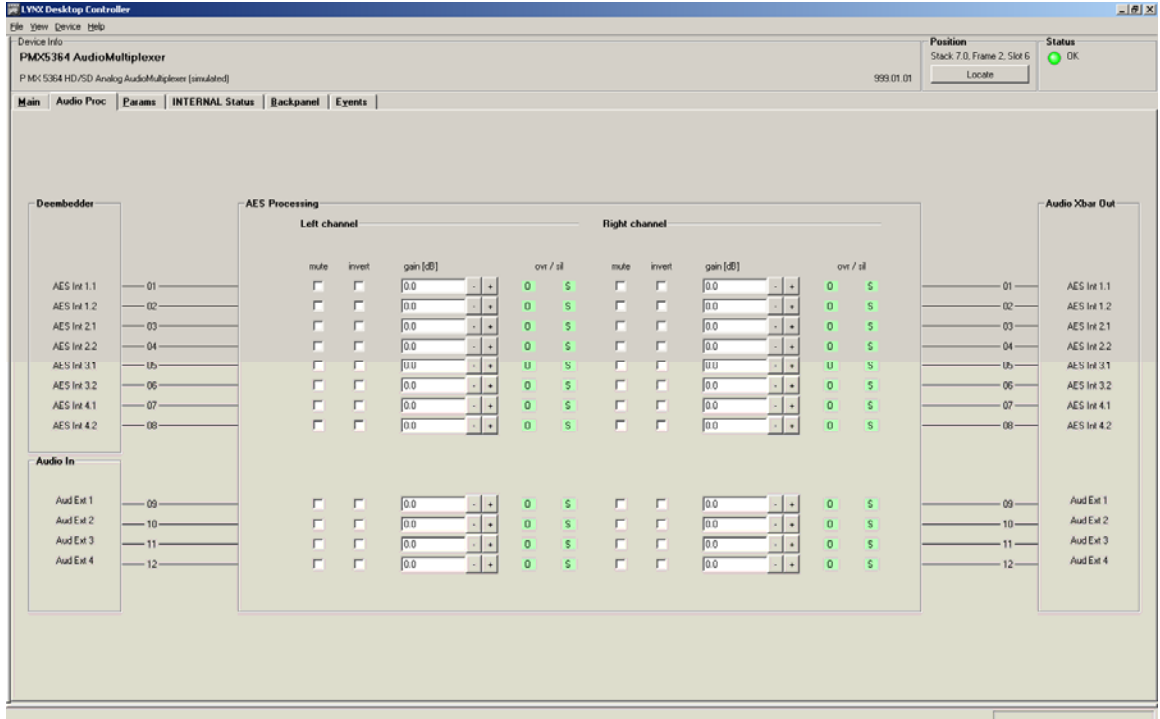 LYNX Desktop Controller
File View Device Help
Device Info
PMX5364 AudioMultiplexer
P MX 5364 HD/SD Analog AudioMultiplexer (simulated) 999.01.01
Position
Stack 7.0, Frame 2, Slot 6
Locate
Status
OK
Main Audio Proc Params INTERNAL Status Backpanel Events
Deembedder AES Processing Audio Xbar Out
Left channel Right channel
mute invert gain [dB] ovr / sil mute invert gain [dB] ovr / sil
AES Int 1.1 01 0.0 - + O S 0.0 - + O S 01 AES Int 1.1
AES Int 1.2 02 0.0 - + O S 0.0 - + O S 02 AES Int 1.2
AES Int 2.1 03 0.0 - + O S 0.0 - + O S 03 AES Int 2.1
AES Int 2.2 04 0.0 - + O S 0.0 - + O S 04 AES Int 2.2
AES Int 3.1 05 0.0 - + O S 0.0 - + O S 05 AES Int 3.1
AES Int 3.2 06 0.0 - + O S 0.0 - + O S 06 AES Int 3.2
AES Int 4.1 07 0.0 - + O S 0.0 - + O S 07 AES Int 4.1
AES Int 4.2 08 0.0 - + O S 0.0 - + O S 08 AES Int 4.2
Audio In
Aud Ext 1 09 0.0 - + O S 0.0 - + O S 09 Aud Ext 1
Aud Ext 2 10 0.0 - + O S 0.0 - + O S 10 Aud Ext 2
Aud Ext 3 11 0.0 - + O S 0.0 - + O S 11 Aud Ext 3
Aud Ext 4 12 0.0 - + O S 0.0 - + O S 12 Aud Ext 4